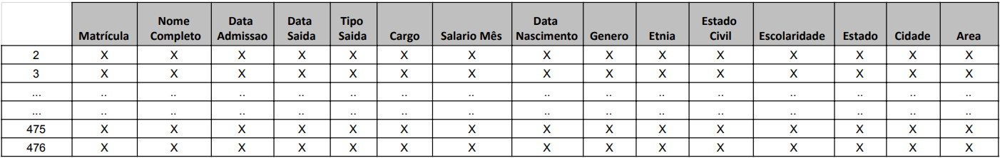 Matrícula Nome Completo Data Admissao Data Saida Tipo Saida Cargo Salario Mês Data Nascimento Genero Etnia Estado Civil Escolaridade Estado Cidade Area
2 X X X X X X X X X X X X X X X
3 X X X X X X X X X X X X X X X
... .. .. .. .. .. .. .. .. .. .. .. .. .. .. ..
... .. .. .. .. .. .. .. .. .. .. .. .. .. .. ..
475 X X X X X X X X X X X X X X X
476 X X X X X X X X X X X X X X X